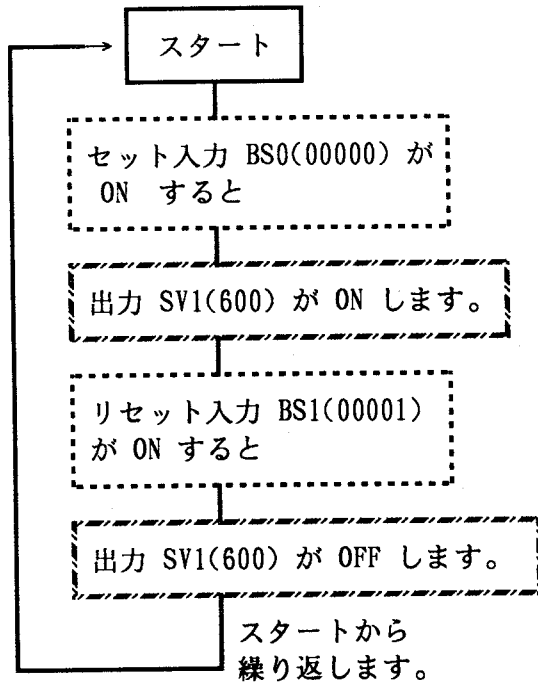 スタート
セット入力 BS0(00000) が
ON すると
出力 SV1(600) が ON します。
リセット入力 BS1(00001)
が ON すると
出力 SV1(600) が OFF します。
スタートから
繰り返します。